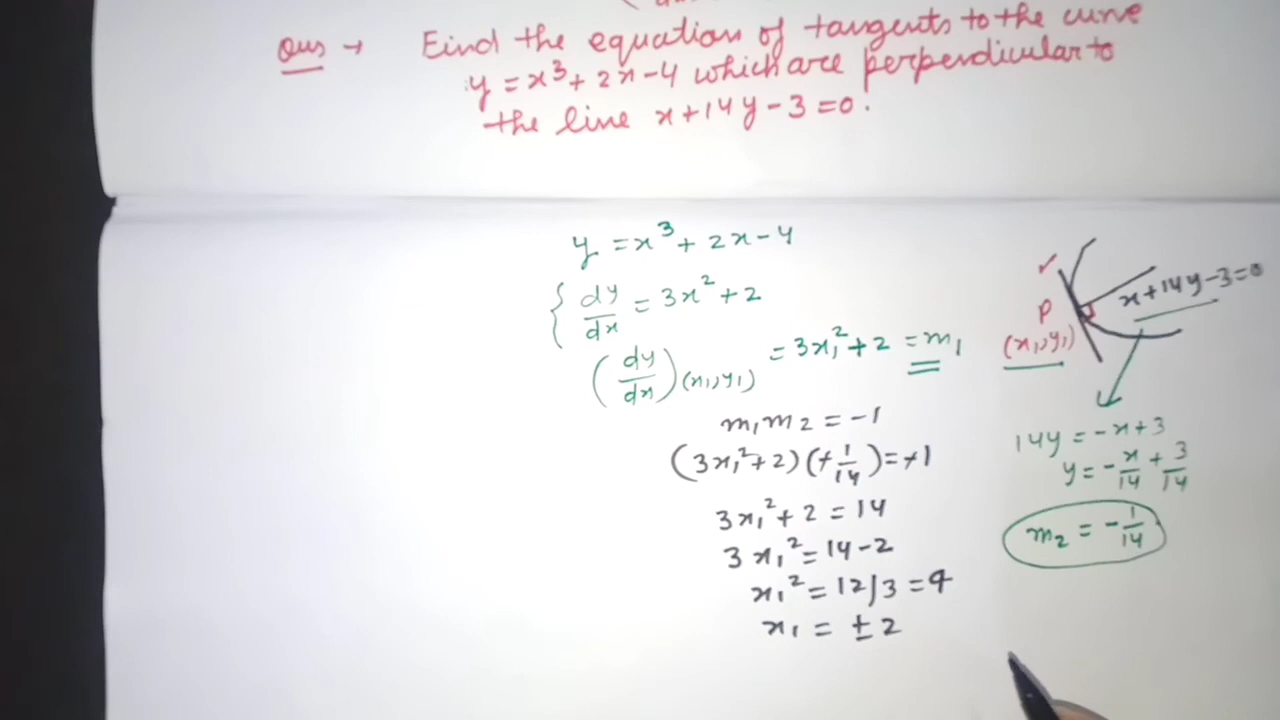 Ques → Find the equation of tangents to the curve
y = x³ + 2x - 4 which are perpendicular to
the line x + 14y - 3 = 0.
y = x³ + 2x - 4
{ dy/dx = 3x² + 2
(dy/dx)(x₁, y₁) = 3x₁² + 2 = m₁
m₁m₂ = -1
(3x₁² + 2)(+1/14) = +1
3x₁² + 2 = 14
3x₁² = 14 - 2
x₁² = 12/3 = 4
x₁ = ± 2
✓
P
(x₁, y₁)
x + 14y - 3 = 0
14y = -x + 3
y = -x/14 + 3/14
m₂ = -1/14